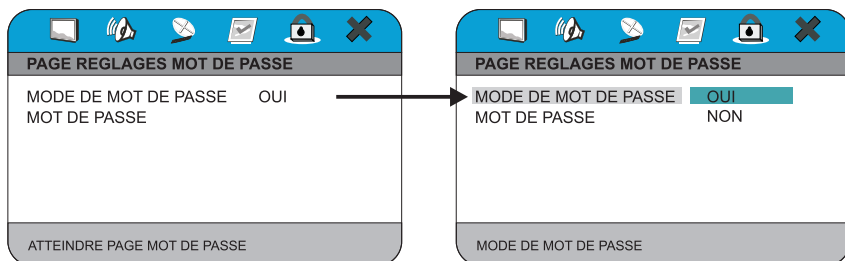 PAGE REGLAGES MOT DE PASSE
MODE DE MOT DE PASSE OUI
MOT DE PASSE
ATTEINDRE PAGE MOT DE PASSE
PAGE REGLAGES MOT DE PASSE
MODE DE MOT DE PASSE OUI
MOT DE PASSE NON
MODE DE MOT DE PASSE